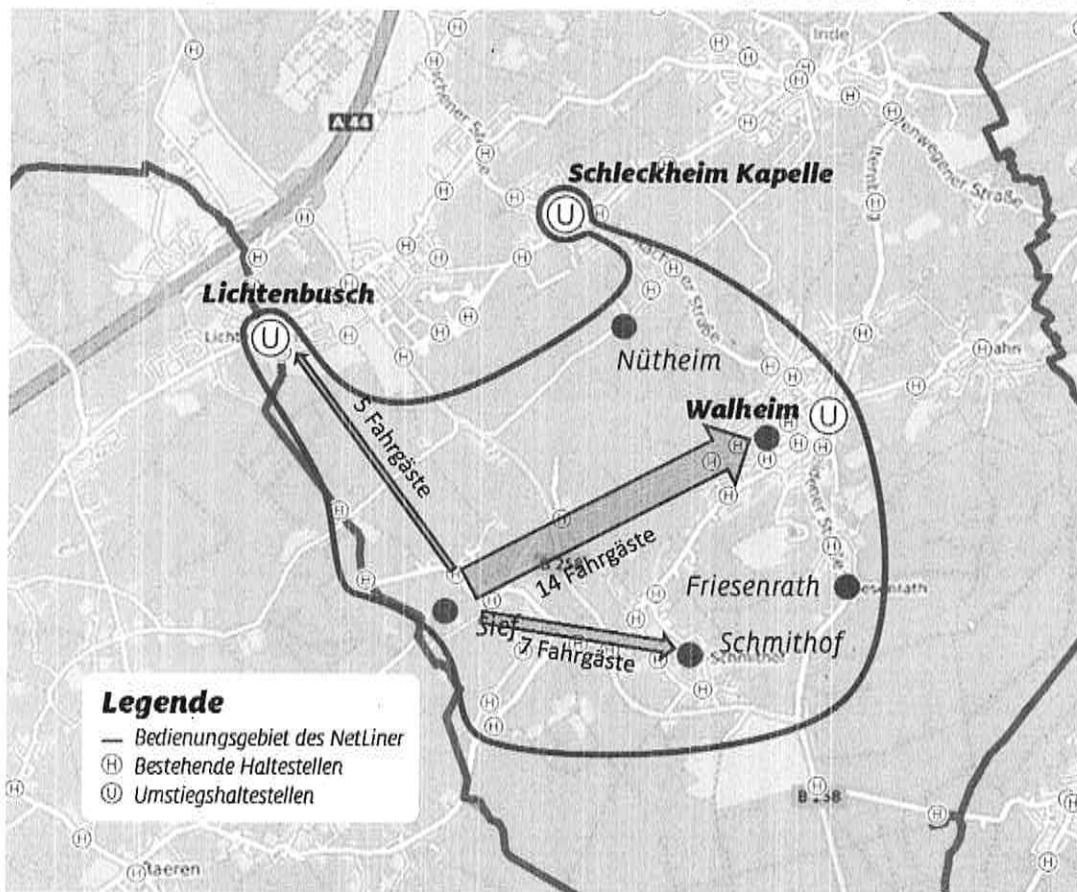 Inde
A 44
Schleckheim Kapelle
U
Lichtenbusch
U
Nütheim
Hahn
Walheim
U
5 Fahrgäste
14 Fahrgäste
Sief
7 Fahrgäste
Friesenrath
Schmithof
Legende
Bedienungsgebiet des NetLiner
H Bestehende Haltestellen
U Umstiegshaltestellen
B 258